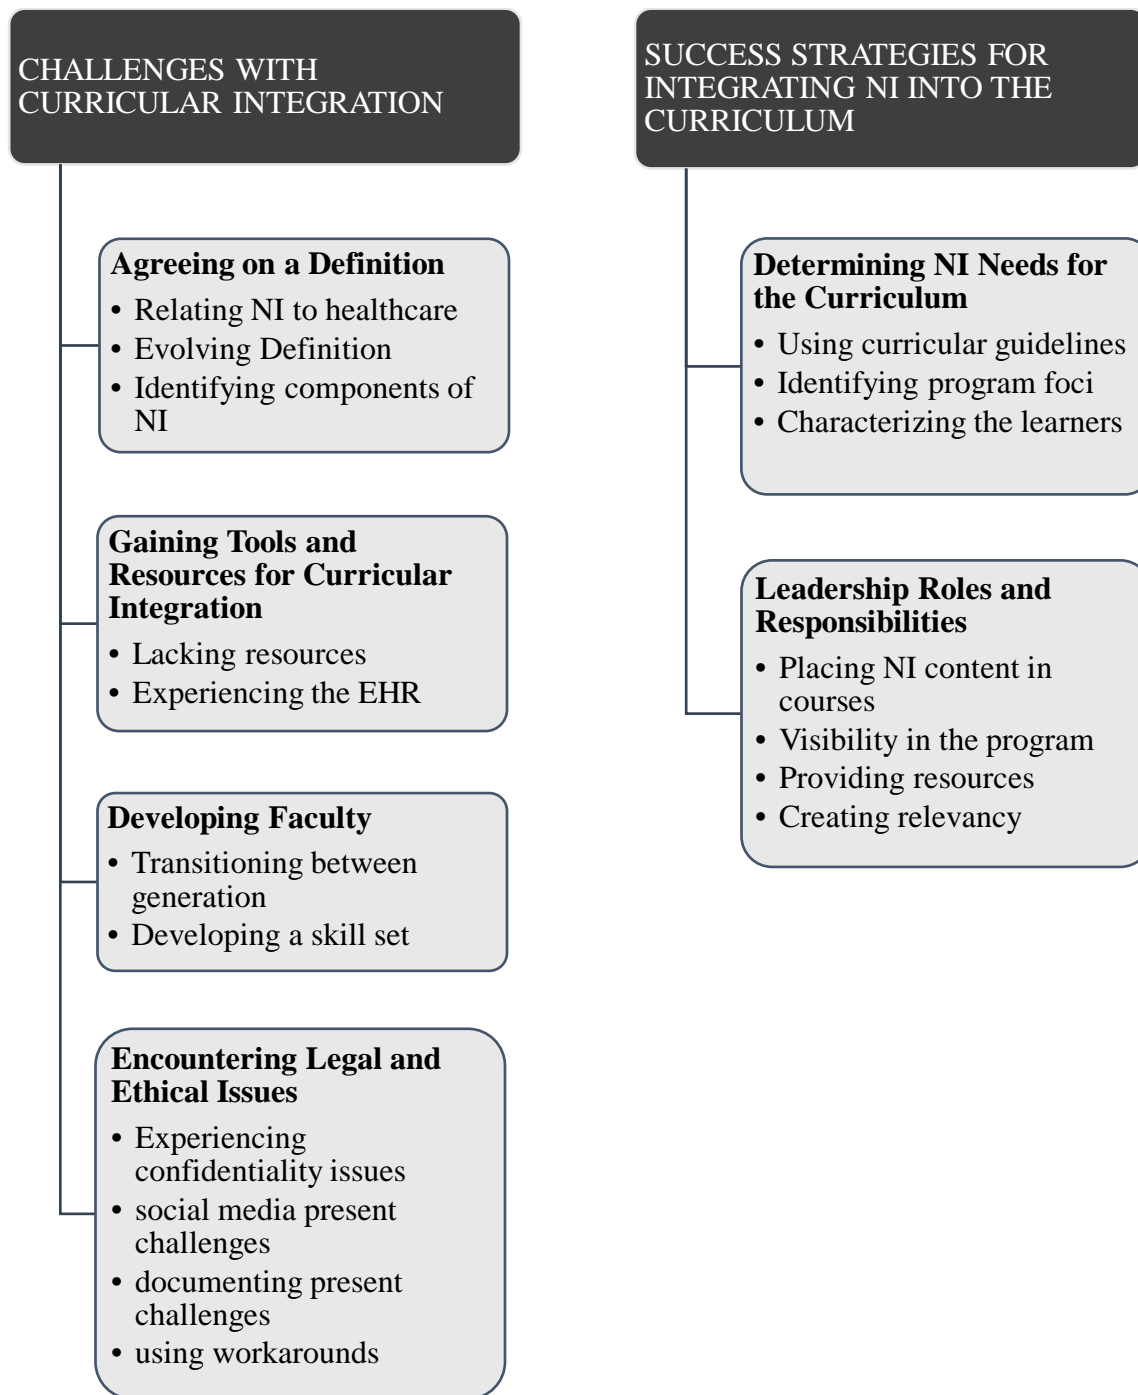 CHALLENGES WITH
CURRICULAR INTEGRATION
Agreeing on a Definition
• Relating NI to healthcare
• Evolving Definition
• Identifying components of
NI
Gaining Tools and
Resources for Curricular
Integration
• Lacking resources
• Experiencing the EHR
Developing Faculty
• Transitioning between
generation
• Developing a skill set
Encountering Legal and
Ethical Issues
• Experiencing
confidentiality issues
• social media present
challenges
• documenting present
challenges
• using workarounds
SUCCESS STRATEGIES FOR
INTEGRATING NI INTO THE
CURRICULUM
Determining NI Needs for
the Curriculum
• Using curricular guidelines
• Identifying program foci
• Characterizing the learners
Leadership Roles and
Responsibilities
• Placing NI content in
courses
• Visibility in the program
• Providing resources
• Creating relevancy